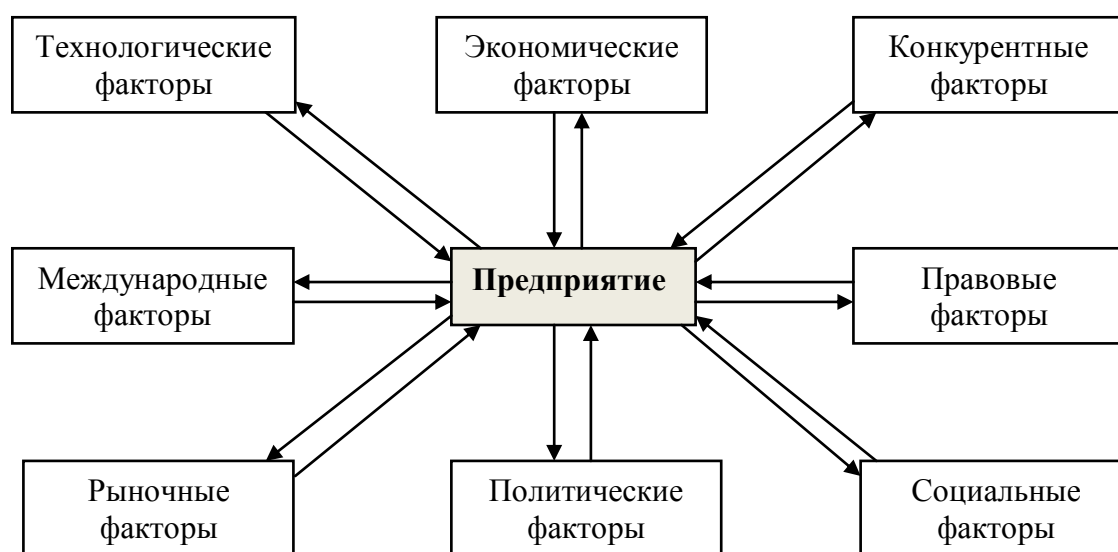 Технологические
факторы
Экономические
факторы
Конкурентные
факторы
Международные
факторы
Предприятие
Правовые
факторы
Рыночные
факторы
Политические
факторы
Социальные
факторы